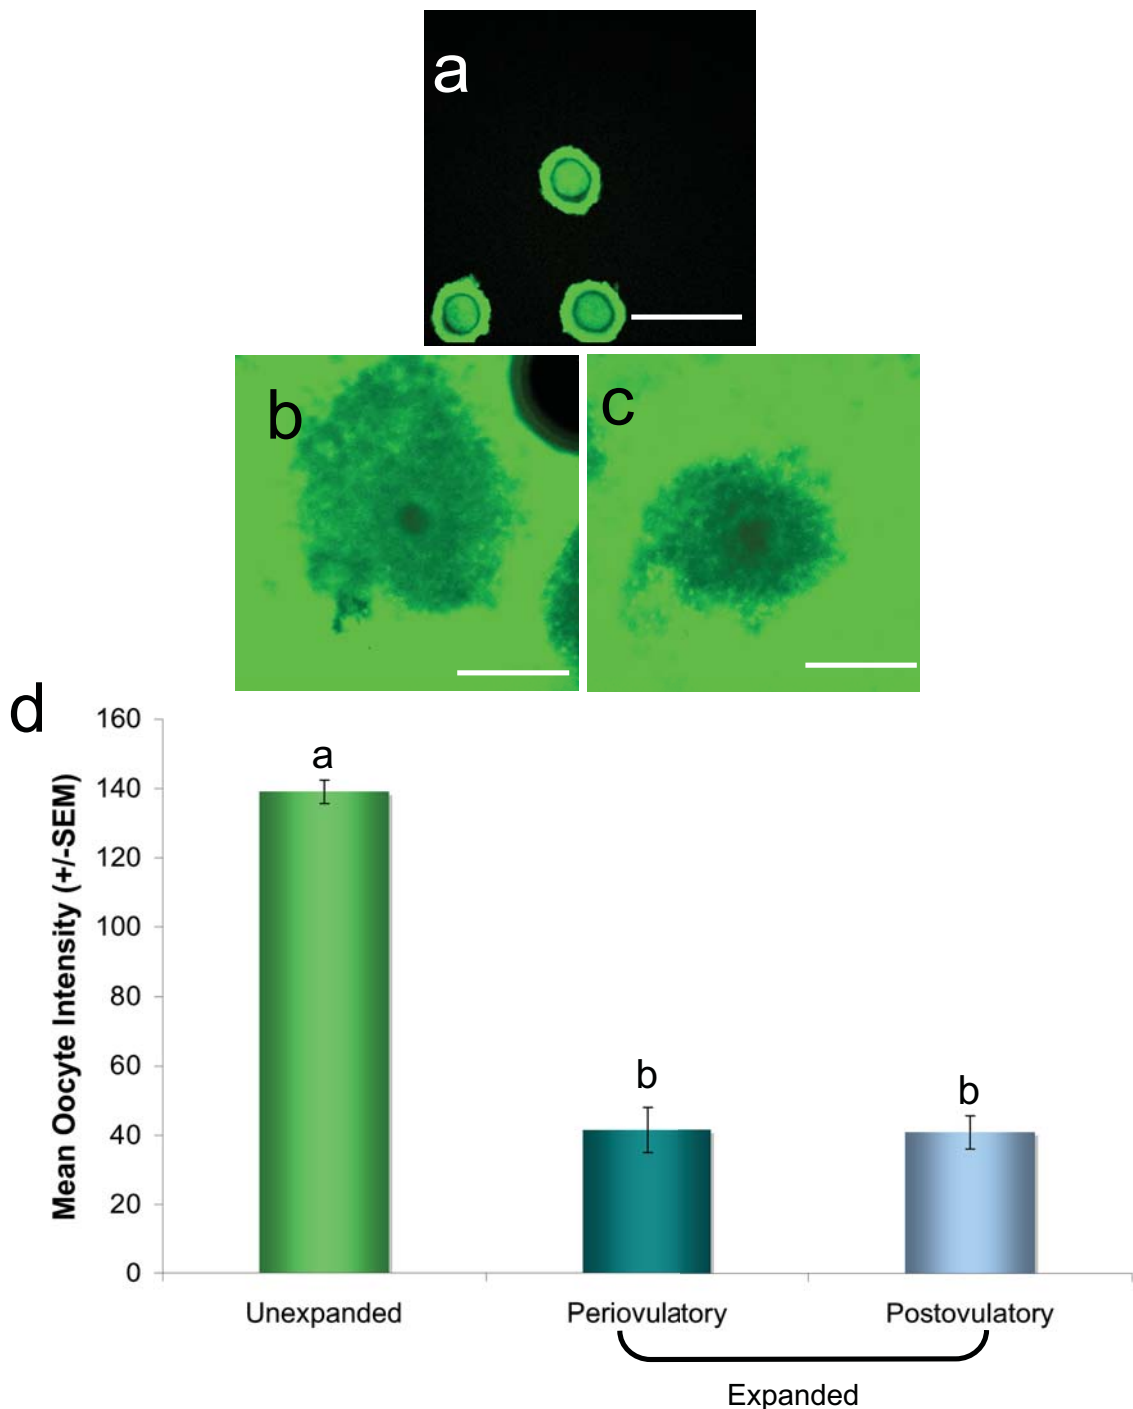 a
b
c
d
Mean Oocyte Intensity (+/-SEM)
160
140
120
100
80
60
40
20
0
a
b
b
Unexpanded
Periovulatory
Postovulatory
Expanded